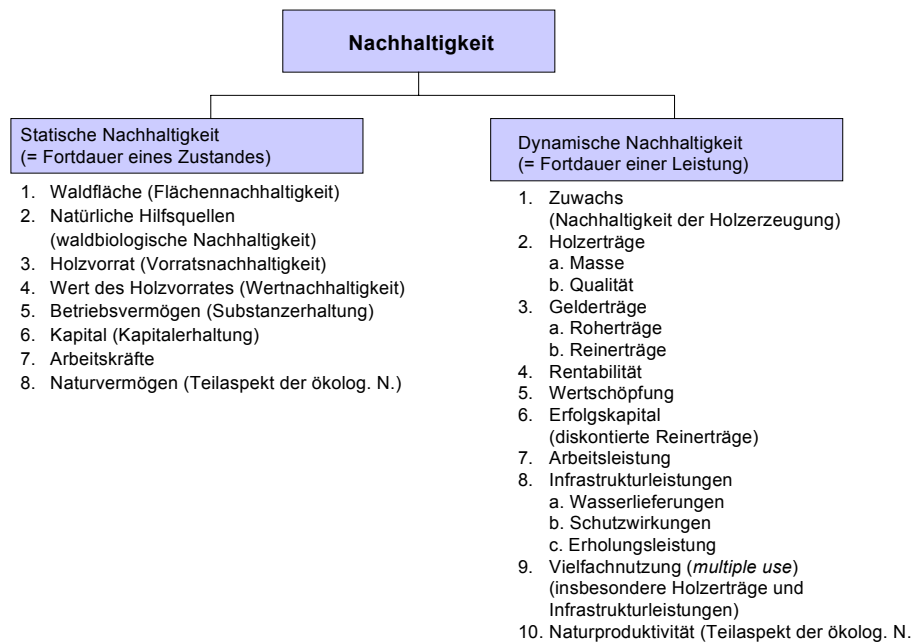 Nachhaltigkeit
Statische Nachhaltigkeit
(= Fortdauer eines Zustandes)
1. Waldfläche (Flächennachhaltigkeit)
2. Natürliche Hilfsquellen
(waldbiologische Nachhaltigkeit)
3. Holzvorrat (Vorratsnachhaltigkeit)
4. Wert des Holzvorrates (Wertnachhaltigkeit)
5. Betriebsvermögen (Substanzerhaltung)
6. Kapital (Kapitalerhaltung)
7. Arbeitskräfte
8. Naturvermögen (Teilaspekt der ökolog. N.)
Dynamische Nachhaltigkeit
(= Fortdauer einer Leistung)
1. Zuwachs
(Nachhaltigkeit der Holzerzeugung)
2. Holzerträge
a. Masse
b. Qualität
3. Gelderträge
a. Roherträge
b. Reinerträge
4. Rentabilität
5. Wertschöpfung
6. Erfolgskapital
(diskontierte Reinerträge)
7. Arbeitsleistung
8. Infrastrukturleistungen
a. Wasserlieferungen
b. Schutzwirkungen
c. Erholungsleistung
9. Vielfachnutzung (multiple use)
(insbesondere Holzerträge und
Infrastrukturleistungen)
10. Naturproduktivität (Teilaspekt der ökolog. N.